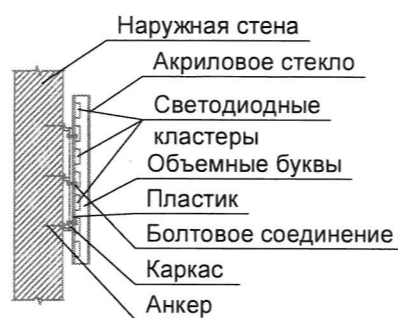 Наружная стена
Акриловое стекло
Светодиодные
кластеры
Объемные буквы
Пластик
Болтовое соединение
Каркас
Анкер